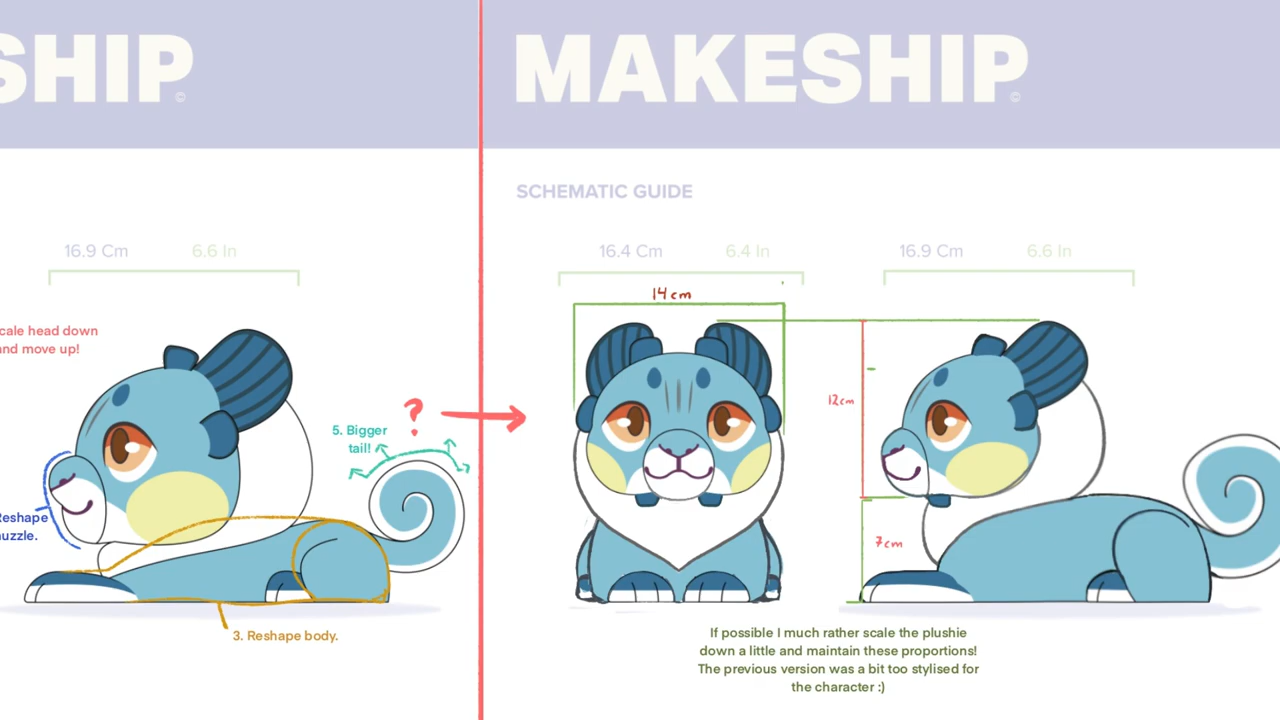 SHIP
MAKESHIP
SCHEMATIC GUIDE
16.9 Cm 6.6 In
16.4 Cm 6.4 In
16.9 Cm 6.6 In
14cm
cale head down
and move up!
?
5. Bigger
tail!
12cm
Reshape
uzzle.
7cm
3. Reshape body.
If possible I much rather scale the plushie
down a little and maintain these proportions!
The previous version was a bit too stylised for
the character :)